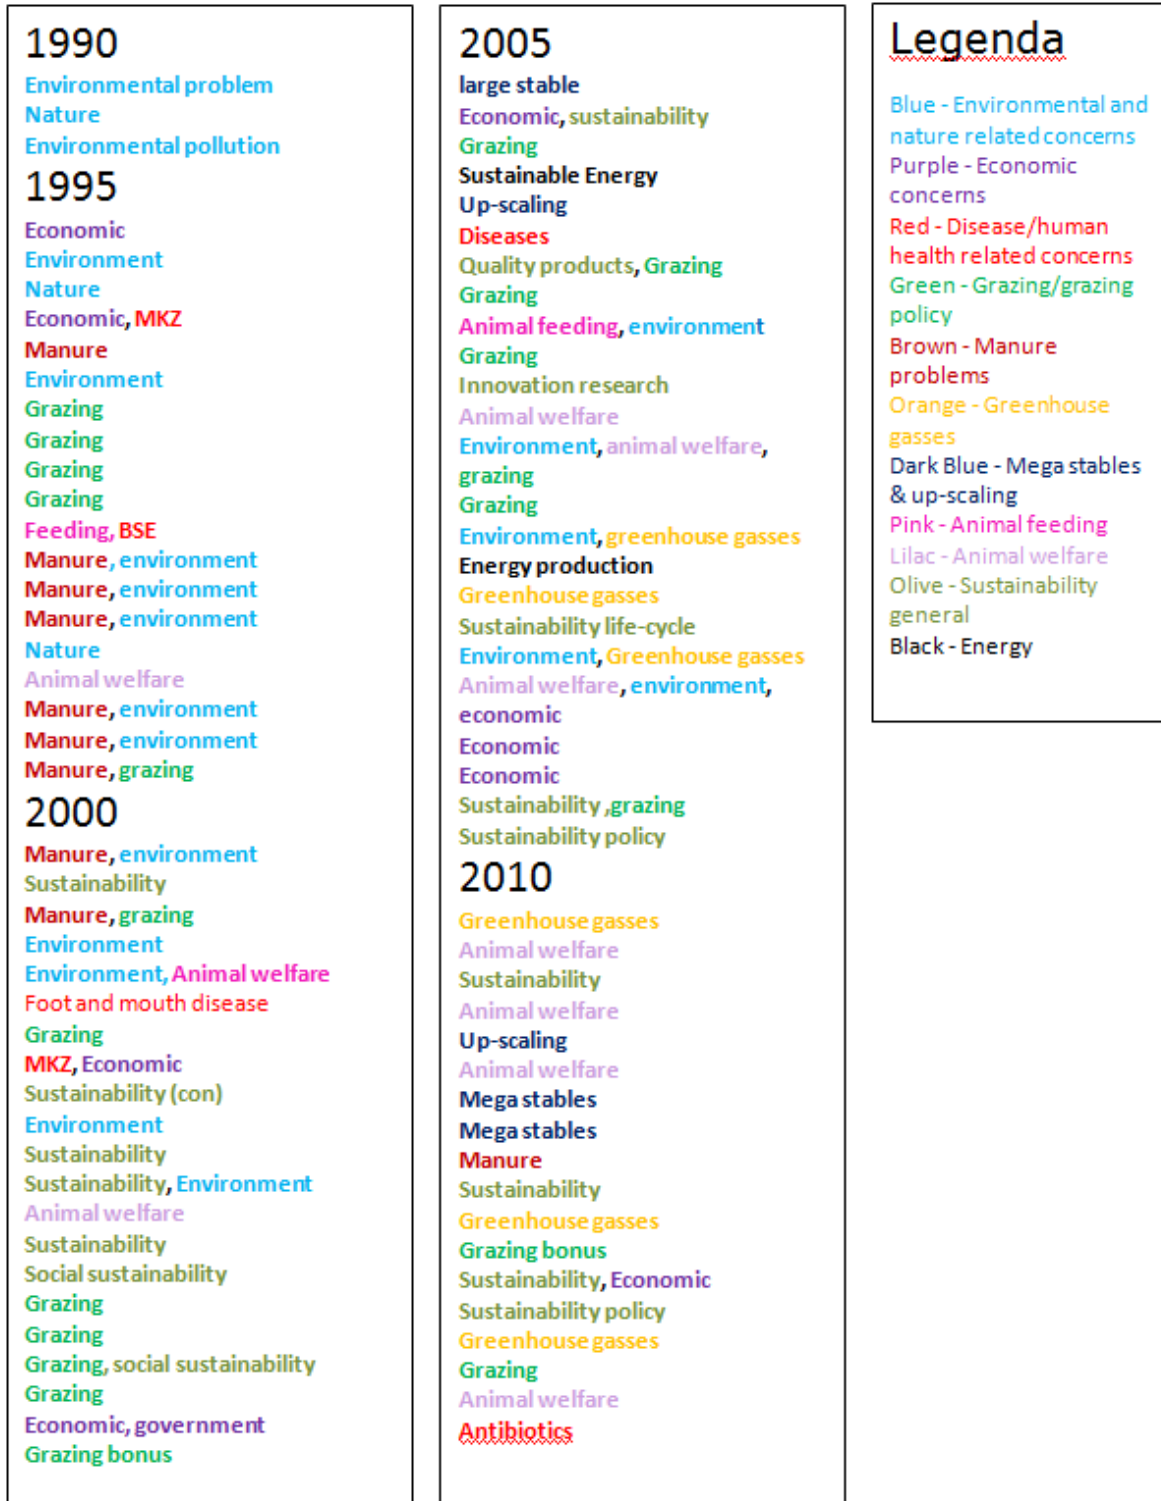 1990
Environmental problem
Nature
Environmental pollution
1995
Economic
Environment
Nature
Economic, MKZ
Manure
Environment
Grazing
Grazing
Grazing
Grazing
Feeding, BSE
Manure, environment
Manure, environment
Manure, environment
Nature
Animal welfare
Manure, environment
Manure, environment
Manure, grazing
2000
Manure, environment
Sustainability
Manure, grazing
Environment
Environment, Animal welfare
Foot and mouth disease
Grazing
MKZ, Economic
Sustainability (con)
Environment
Sustainability
Sustainability, Environment
Animal welfare
Sustainability
Social sustainability
Grazing
Grazing
Grazing, social sustainability
Grazing
Economic, government
Grazing bonus
2005
large stable
Economic, sustainability
Grazing
Sustainable Energy
Up-scaling
Diseases
Quality products, Grazing
Grazing
Animal feeding, environment
Grazing
Innovation research
Animal welfare
Environment, animal welfare,
grazing
Grazing
Environment, greenhouse gasses
Energy production
Greenhouse gasses
Sustainability life-cycle
Environment, Greenhouse gasses
Animal welfare, environment,
economic
Economic
Economic
Sustainability ,grazing
Sustainability policy
2010
Greenhouse gasses
Animal welfare
Sustainability
Animal welfare
Up-scaling
Animal welfare
Mega stables
Mega stables
Manure
Sustainability
Greenhouse gasses
Grazing bonus
Sustainability, Economic
Sustainability policy
Greenhouse gasses
Grazing
Animal welfare
Antibiotics
Legenda
Blue - Environmental and
nature related concerns
Purple - Economic
concerns
Red - Disease/human
health related concerns
Green - Grazing/grazing
policy
Brown - Manure
problems
Orange - Greenhouse
gasses
Dark Blue - Mega stables
& up-scaling
Pink - Animal feeding
Lilac - Animal welfare
Olive - Sustainability
general
Black - Energy